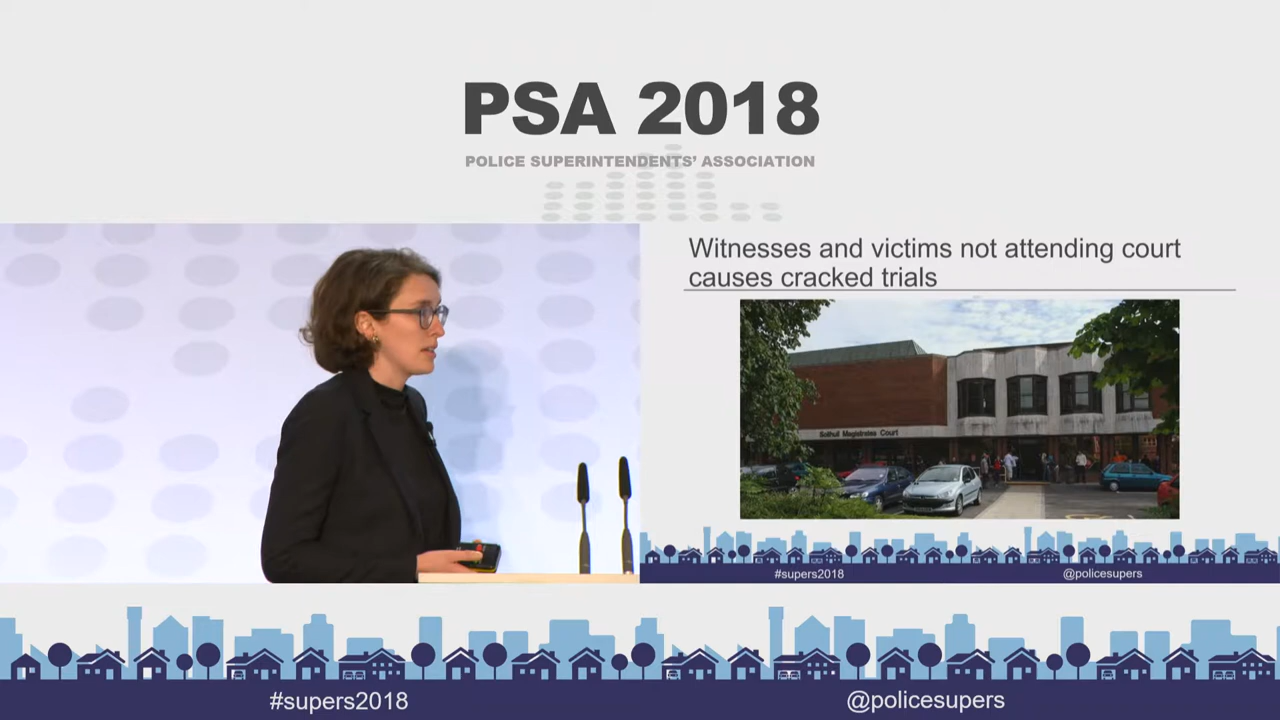 PSA 2018
POLICE SUPERINTENDENTS’ ASSOCIATION
Witnesses and victims not attending court
causes cracked trials
Solihull Magistrates Court
#supers2018
@policesupers
#supers2018
@policesupers